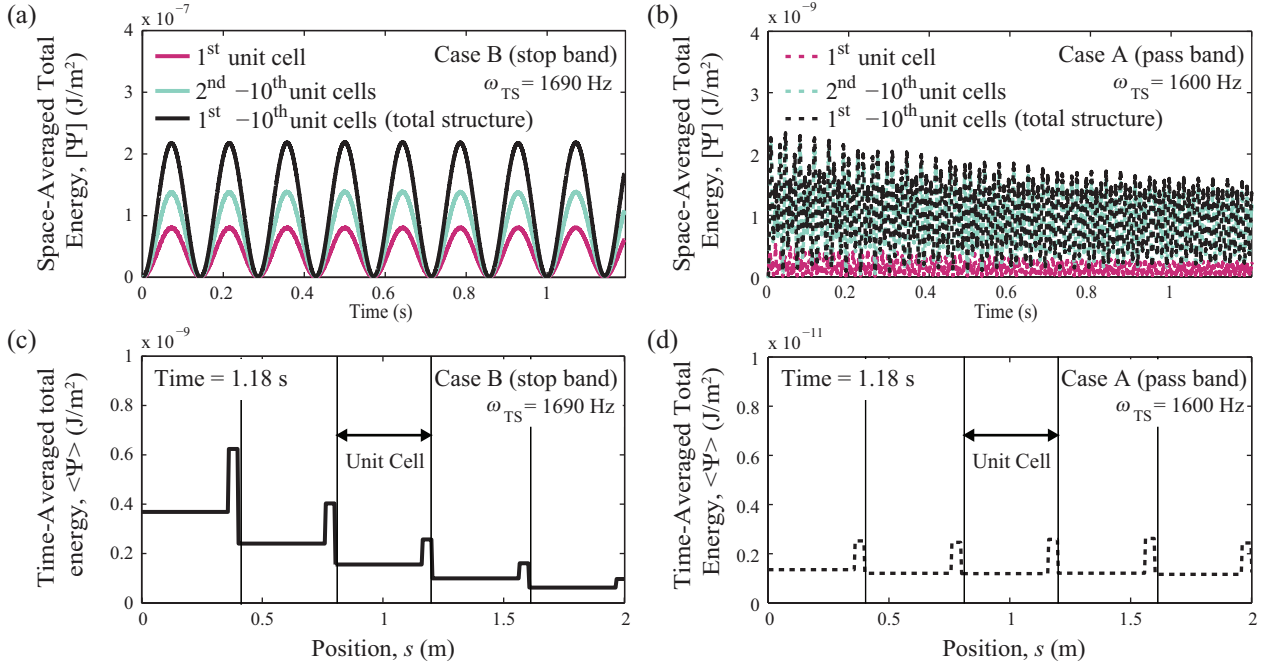 (a)
x 10⁻⁷
4
3
2
1
0
Space-Averaged Total
Energy, [Ψ] (J/m²)
1st unit cell
2nd −10th unit cells
1st −10th unit cells (total structure)
Case B (stop band)
ωTS = 1690 Hz
0 0.2 0.4 0.6 0.8 1
Time (s)
(b)
x 10⁻⁹
4
3
2
1
0
Space-Averaged Total
Energy, [Ψ] (J/m²)
1st unit cell
2nd −10th unit cells
1st −10th unit cells (total structure)
Case A (pass band)
ωTS = 1600 Hz
0 0.2 0.4 0.6 0.8 1
Time (s)
(c)
x 10⁻⁹
1
0.8
0.6
0.4
0.2
0
Time-Averaged total
energy, <Ψ> (J/m²)
Time = 1.18 s
Case B (stop band)
ωTS = 1690 Hz
Unit Cell
0 0.5 1 1.5 2
Position, s (m)
(d)
x 10⁻¹¹
1
0.8
0.6
0.4
0.2
0
Time-Averaged Total
Energy, <Ψ> (J/m²)
Time = 1.18 s
Case A (pass band)
ωTS = 1600 Hz
Unit Cell
0 0.5 1 1.5 2
Position, s (m)